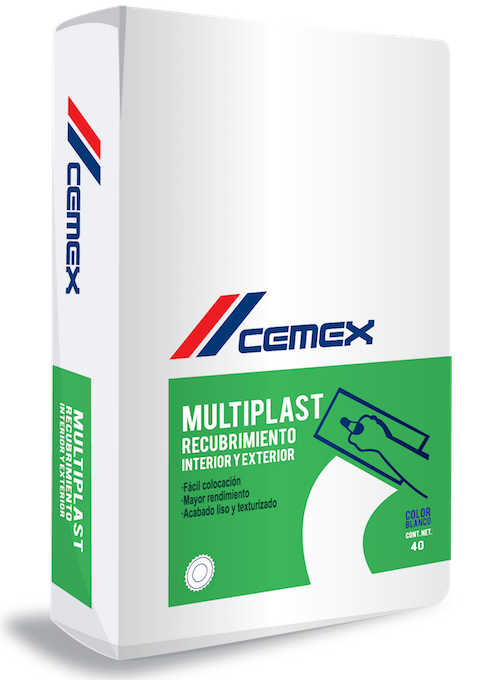 CEMEX
MULTIPLAST
RECUBRIMIENTO
INTERIOR Y EXTERIOR
CEMEX
MULTIPLAST
RECUBRIMIENTO
INTERIOR Y EXTERIOR
·Fácil colocación
·Mayor rendimiento
·Acabado liso y texturizado
COLOR
BLANCO
CONT. NET.
40